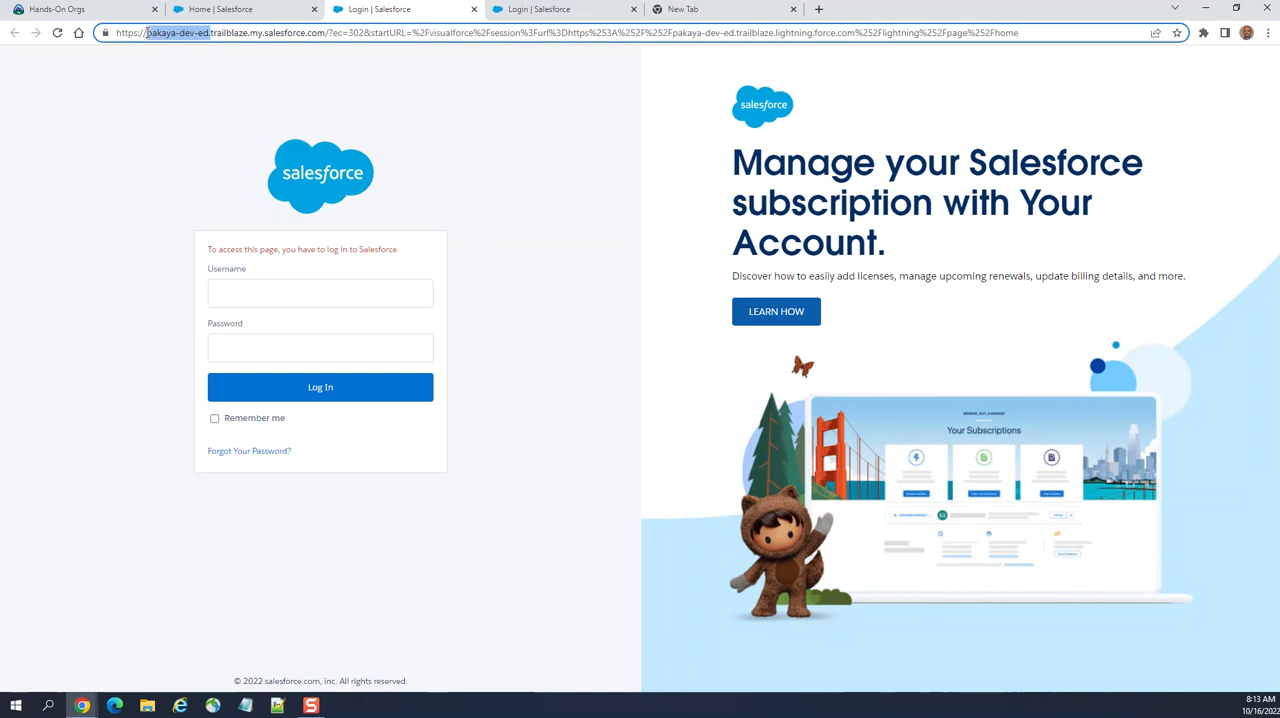 Hands-On Orgs
Home | Salesforce
Login | Salesforce
Login | Salesforce
New Tab
https://pakaya-dev-ed.trailblaze.my.salesforce.com/?ec=302&startURL=%2Fvisualforce%2Fsession%3Furl%3Dhttps%253A%252F%252Fpakaya-dev-ed.trailblaze.lightning.force.com%252Flightning%252Fpage%252Fhome
salesforce
To access this page, you have to log in to Salesforce.
Username
Password
Log In
Remember me
Forgot Your Password?
© 2022 salesforce.com, inc. All rights reserved.
salesforce
Manage your Salesforce
subscription with Your
Account.
Discover how to easily add licenses, manage upcoming renewals, update billing details, and more.
LEARN HOW
Your Subscriptions
8:13 AM
10/16/2022